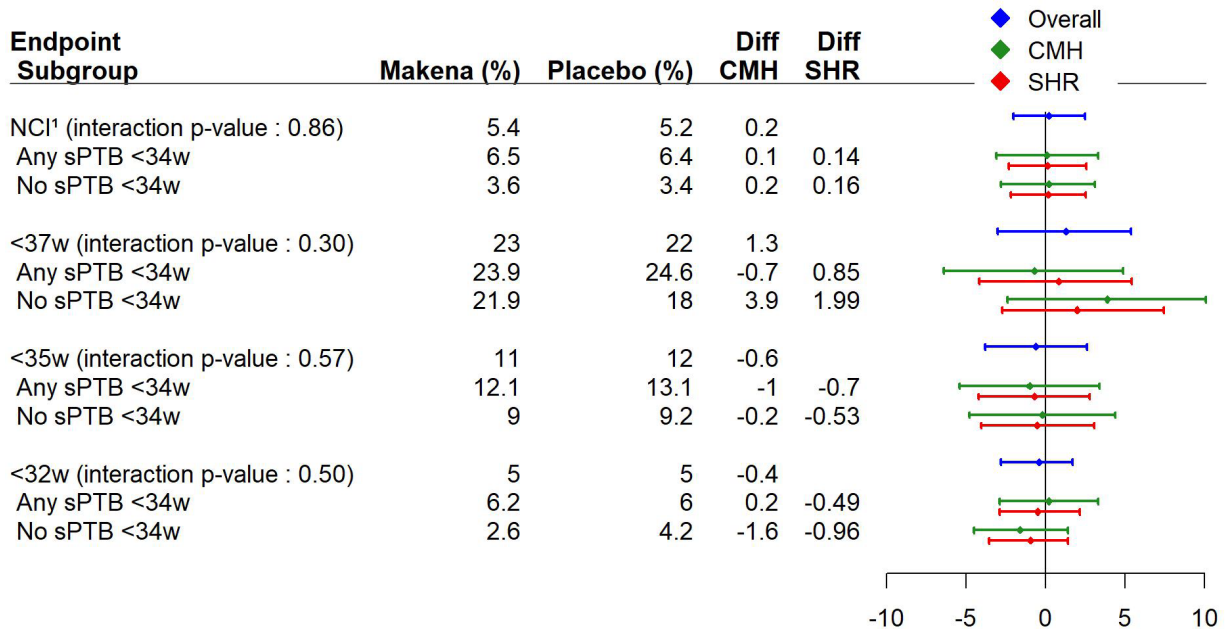 Overall
CMH
SHR
Endpoint Diff Diff
Subgroup Makena (%) Placebo (%) CMH SHR
NCI¹ (interaction p-value : 0.86) 5.4 5.2 0.2
Any sPTB <34w 6.5 6.4 0.1 0.14
No sPTB <34w 3.6 3.4 0.2 0.16
<37w (interaction p-value : 0.30) 23 22 1.3
Any sPTB <34w 23.9 24.6 -0.7 0.85
No sPTB <34w 21.9 18 3.9 1.99
<35w (interaction p-value : 0.57) 11 12 -0.6
Any sPTB <34w 12.1 13.1 -1 -0.7
No sPTB <34w 9 9.2 -0.2 -0.53
<32w (interaction p-value : 0.50) 5 5 -0.4
Any sPTB <34w 6.2 6 0.2 -0.49
No sPTB <34w 2.6 4.2 -1.6 -0.96
-10 -5 0 5 10